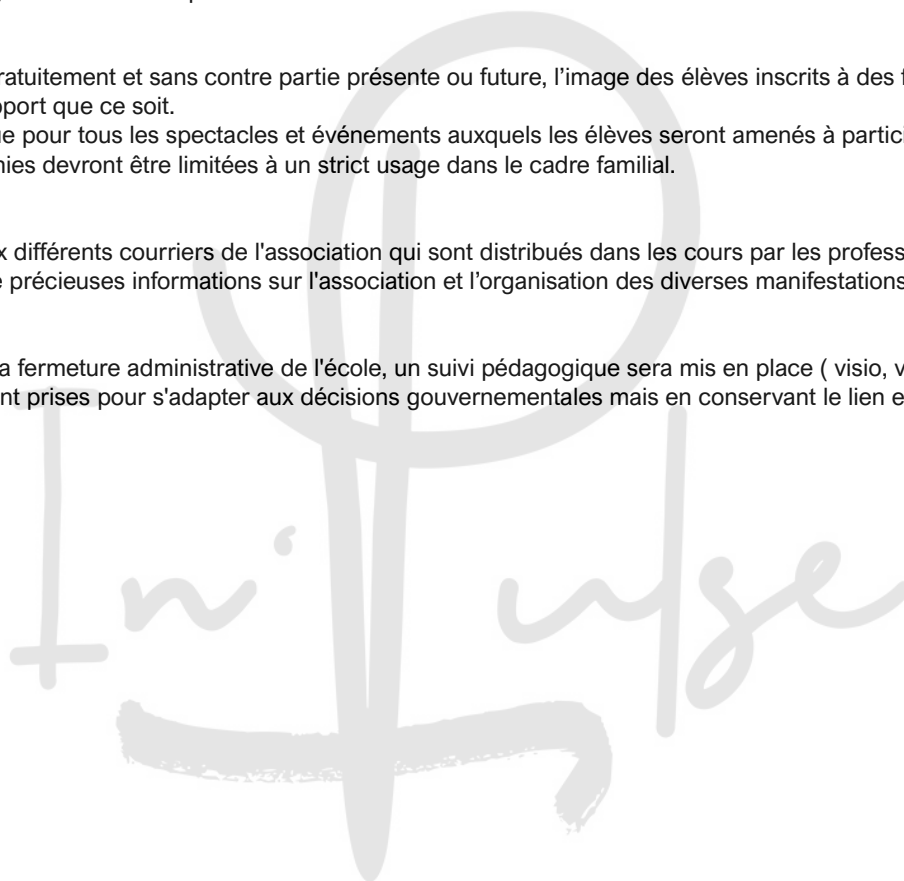 ratuitement et sans contre partie présente ou future, l'image des élèves inscrits à des f
pport que ce soit.
ue pour tous les spectacles et événements auxquels les élèves seront amenés à partici
nies devront être limitées à un strict usage dans le cadre familial.
x différents courriers de l'association qui sont distribués dans les cours par les profess
e précieuses informations sur l'association et l'organisation des diverses manifestations
a fermeture administrative de l'école, un suivi pédagogique sera mis en place ( visio, v
nt prises pour s'adapter aux décisions gouvernementales mais en conservant le lien e
In' Pulse